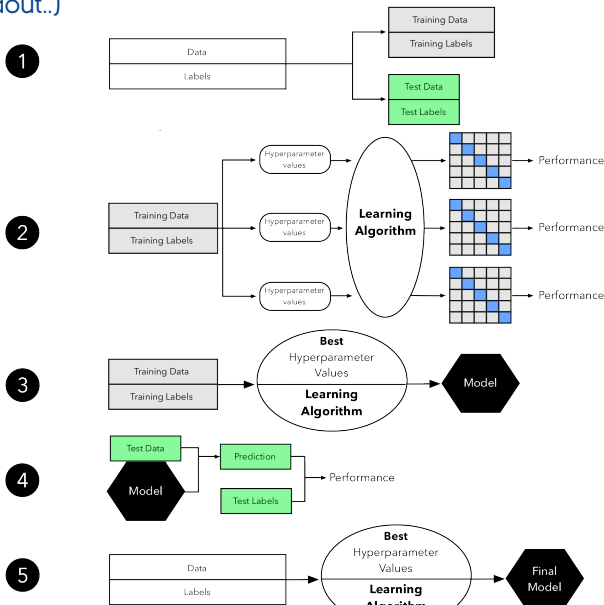 dout..)
1
Data
Labels
Training Data
Training Labels
Test Data
Test Labels
2
Training Data
Training Labels
Hyperparameter
values
Hyperparameter
values
Hyperparameter
values
Learning
Algorithm
Performance
Performance
Performance
3
Training Data
Training Labels
Best
Hyperparameter
Values
Learning
Algorithm
Model
4
Test Data
Model
Prediction
Test Labels
Performance
5
Data
Labels
Best
Hyperparameter
Values
Learning
Algorithm
Final
Model